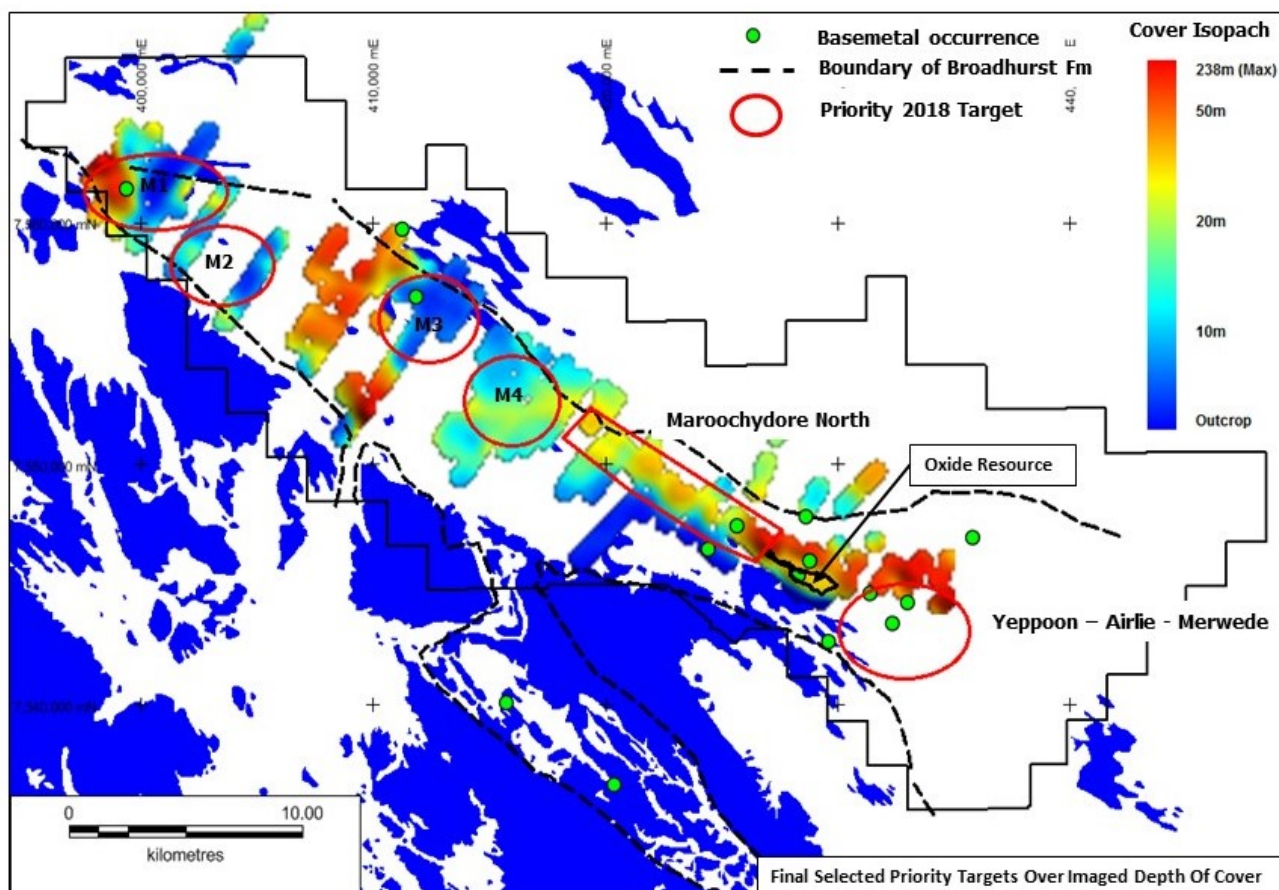 Basemetal occurrence
Boundary of Broadhurst Fm
Priority 2018 Target
Cover Isopach
238m (Max)
50m
20m
10m
Outcrop
400,000 mE
410,000 mE
440, E
M1
M2
M3
M4
Maroochydore North
Oxide Resource
Yeppoon – Airlie - Merwede
0 10.00
kilometres
Final Selected Priority Targets Over Imaged Depth Of Cover